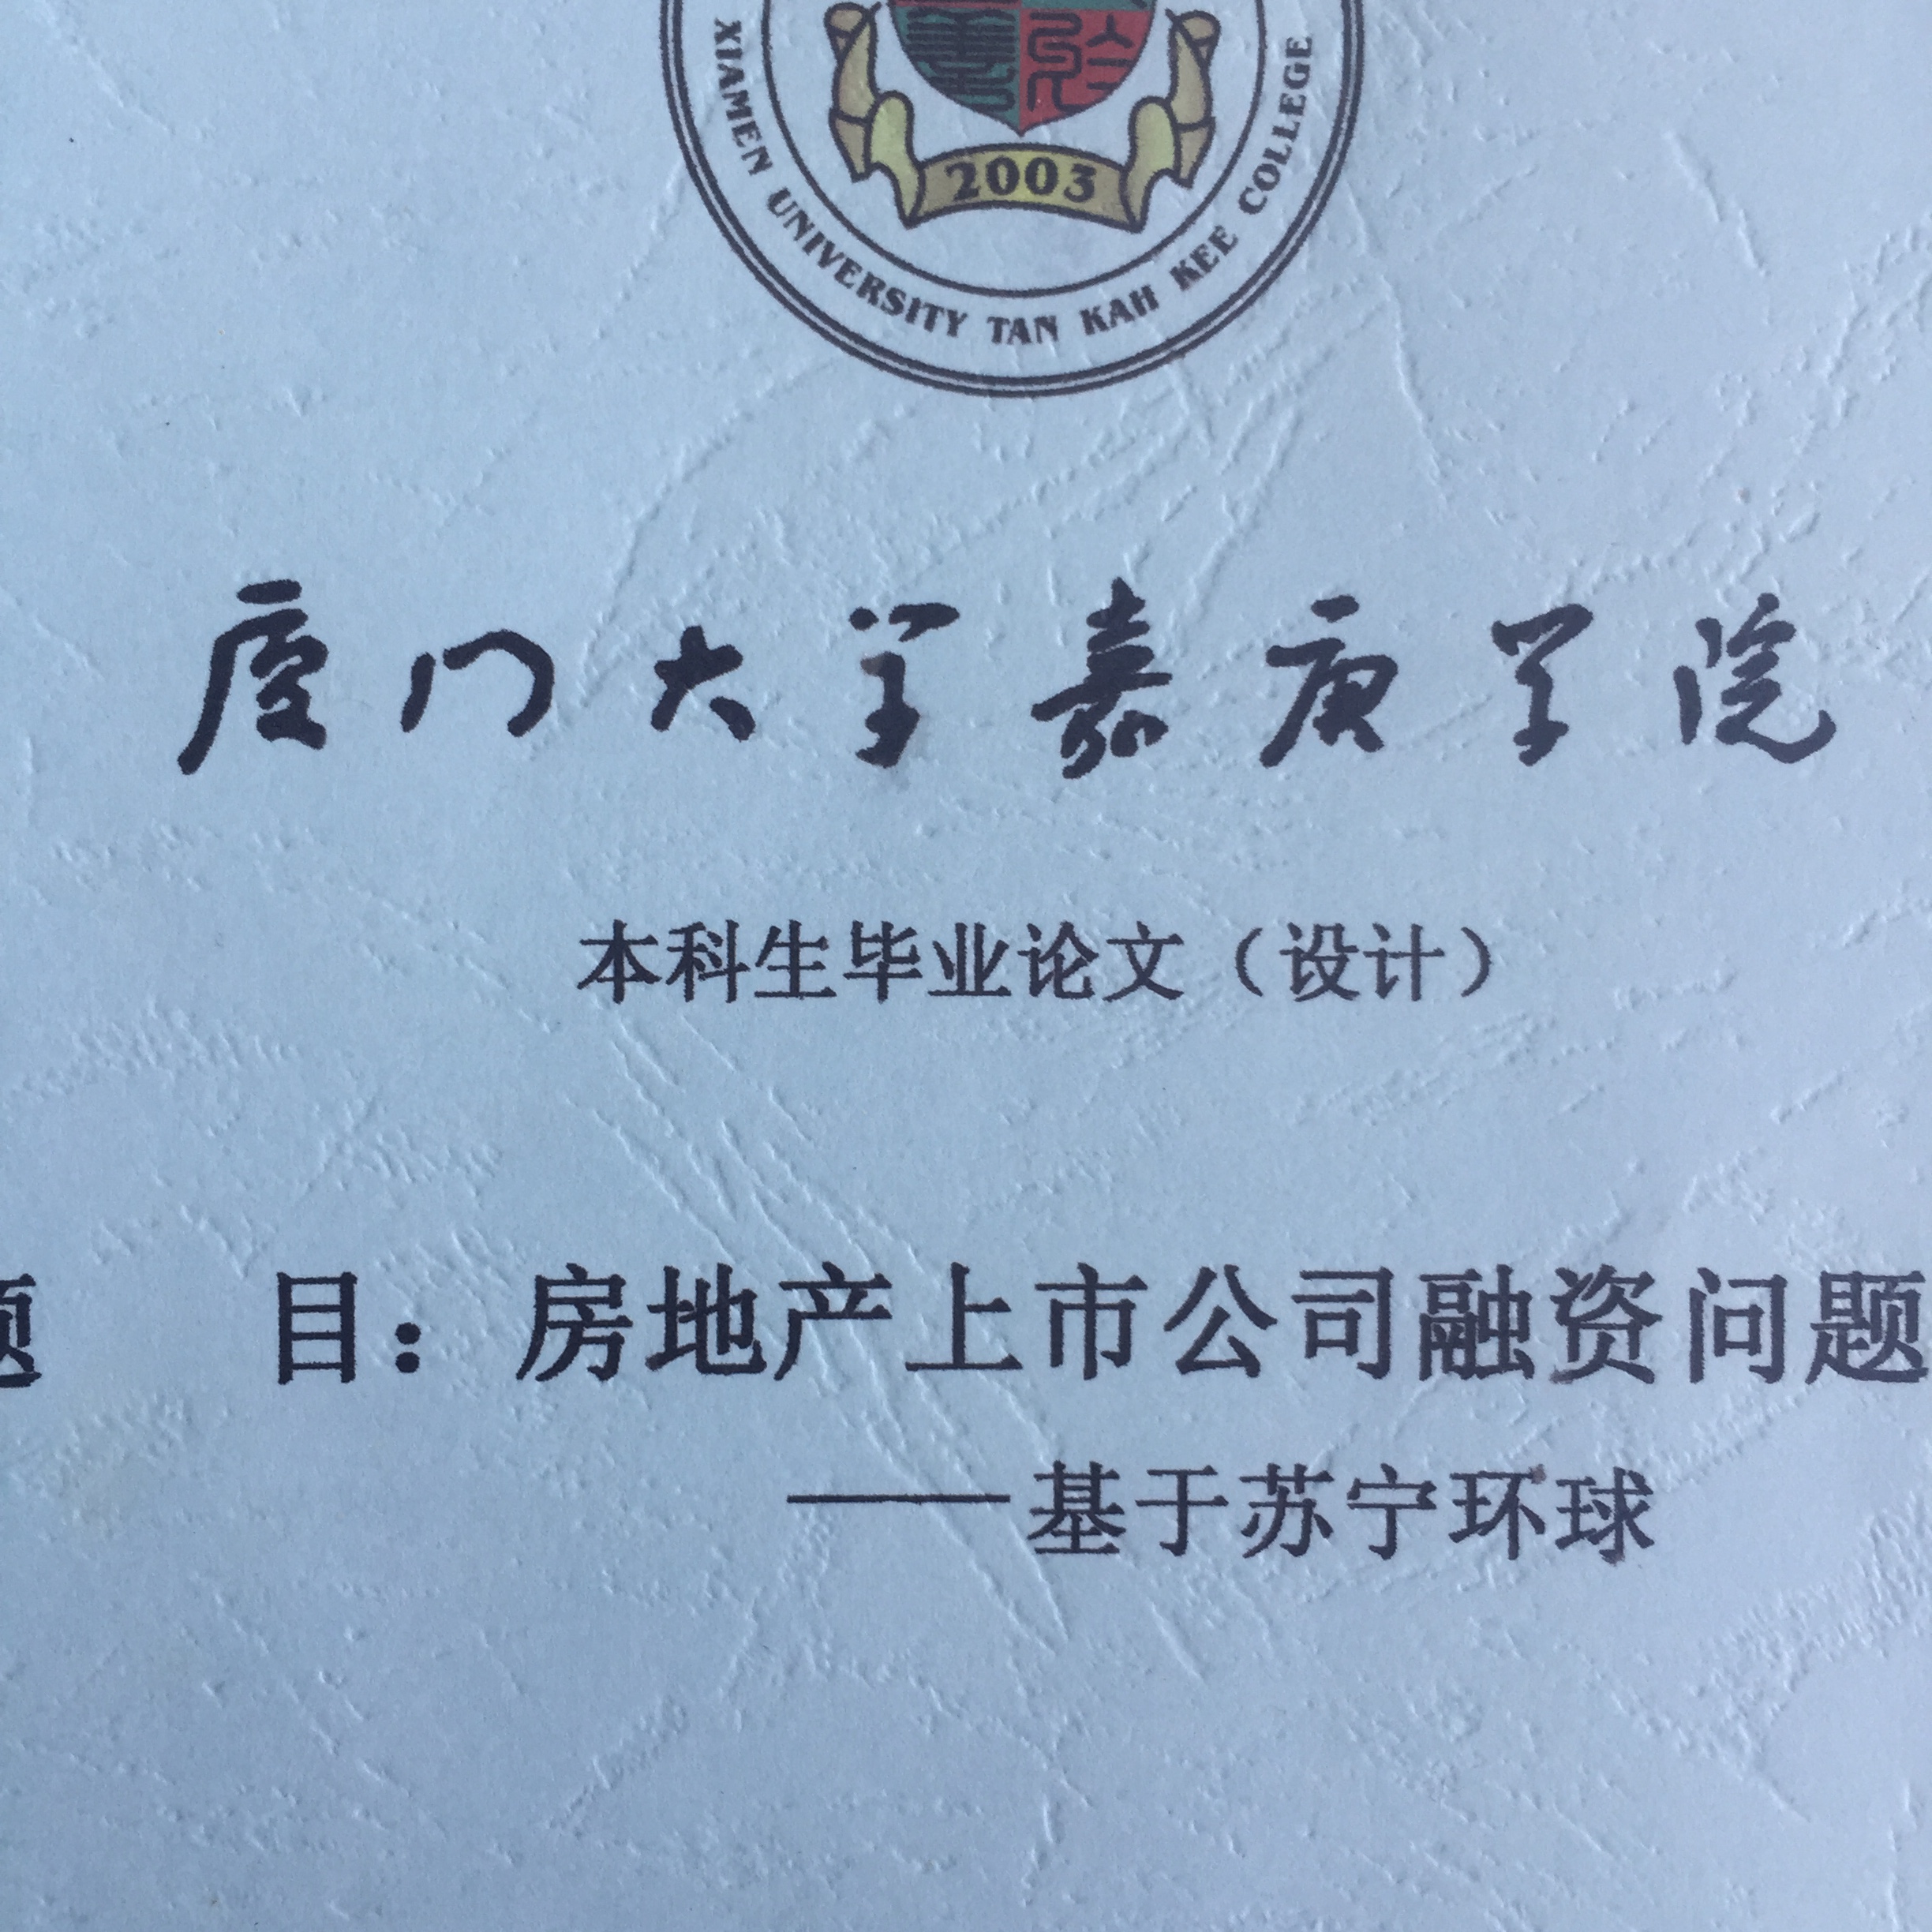 2003
XIAMEN UNIVERSITY TAN KAH KEE COLLEGE
厦门大学嘉庚学院
本科生毕业论文（设计）
题 目：房地产上市公司融资问题
——基于苏宁环球